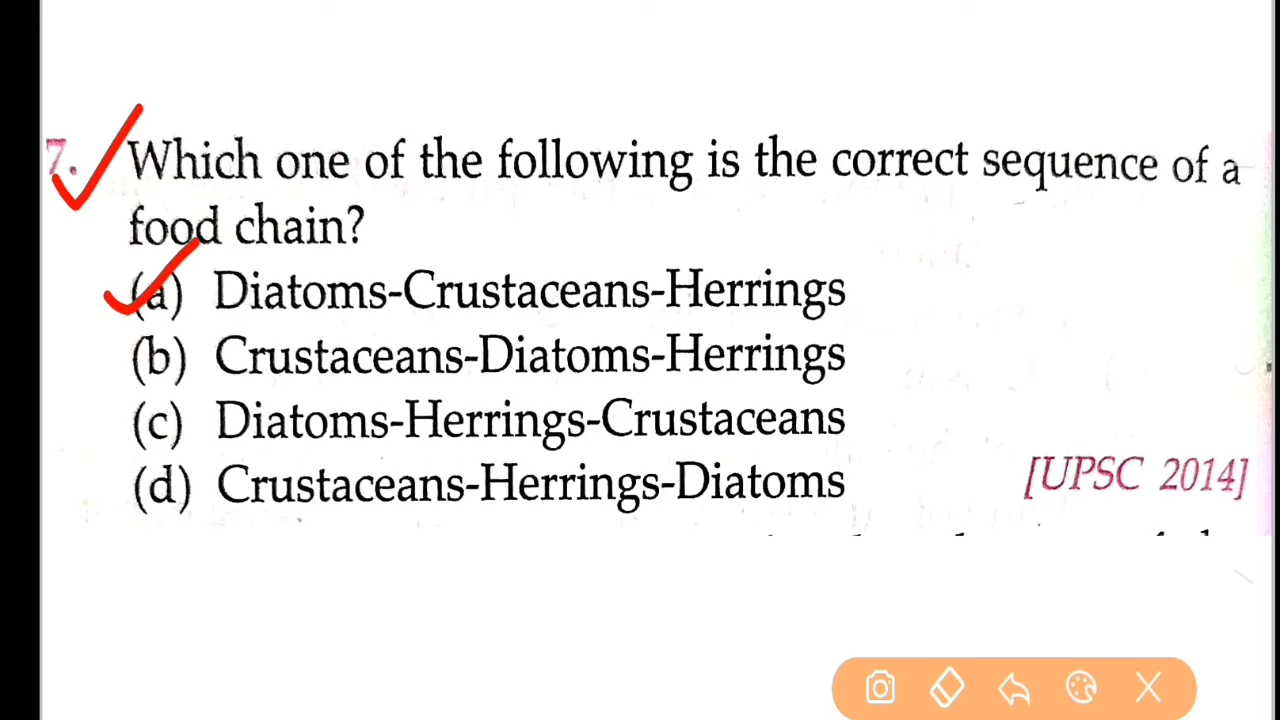 7. Which one of the following is the correct sequence of a
food chain?
(a) Diatoms-Crustaceans-Herrings
(b) Crustaceans-Diatoms-Herrings
(c) Diatoms-Herrings-Crustaceans
(d) Crustaceans-Herrings-Diatoms
[UPSC 2014]